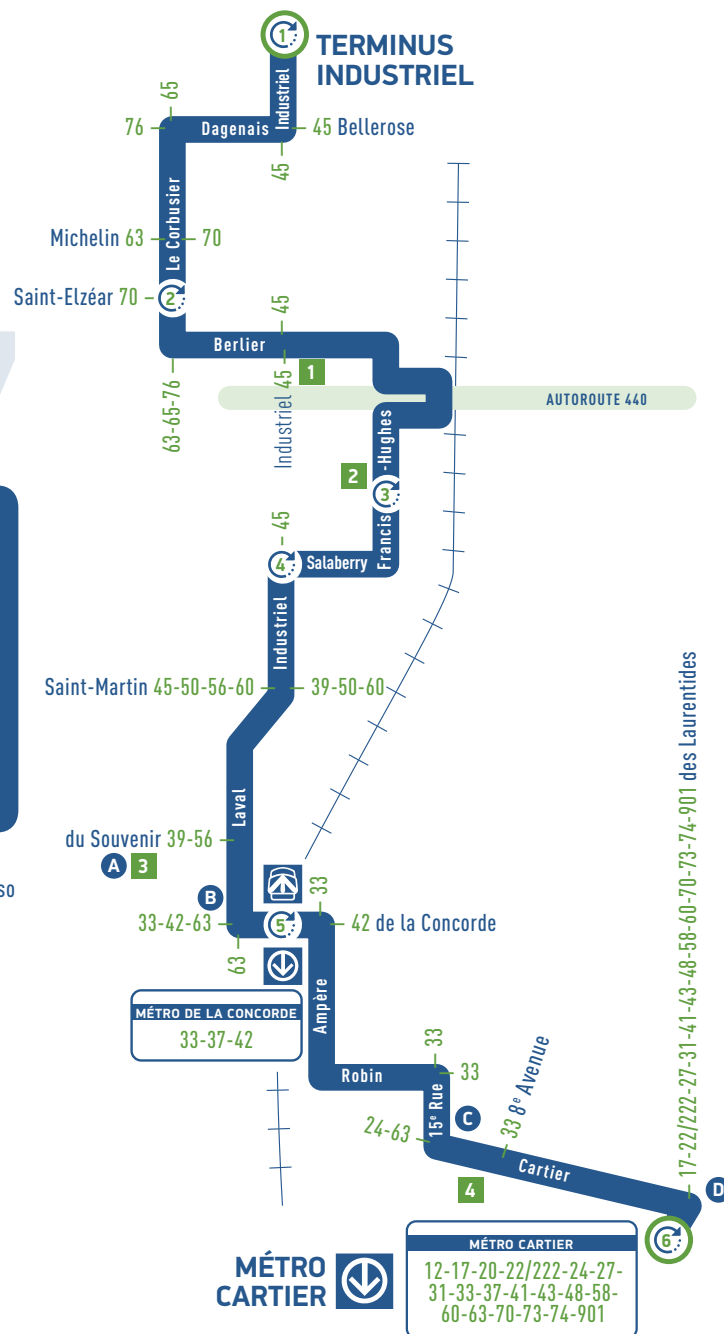 1
TERMINUS
INDUSTRIEL
Industriel
65
76
Dagenais
45 Bellerose
45
Le Corbusier
Michelin 63
70
Saint-Elzéar 70
2
45
Berlier
63-65-76
Industriel 45
1
AUTOROUTE 440
Francis-Hughes
2
3
45
4
Salaberry
Industriel
Saint-Martin 45-50-56-60
39-50-60
Laval
du Souvenir 39-56
A
3
so
B
33-42-63
63
5
33
42 de la Concorde
Ampère
MÉTRO DE LA CONCORDE
33-37-42
Robin
33
33
15e Rue
C
24-63
33 8e Avenue
Cartier
4
17-22/222-27-31-41-43-48-58-60-70-73-74-901 des Laurentides
D
6
MÉTRO
CARTIER
MÉTRO CARTIER
12-17-20-22/222-24-27-
31-33-37-41-43-48-58-
60-63-70-73-74-901